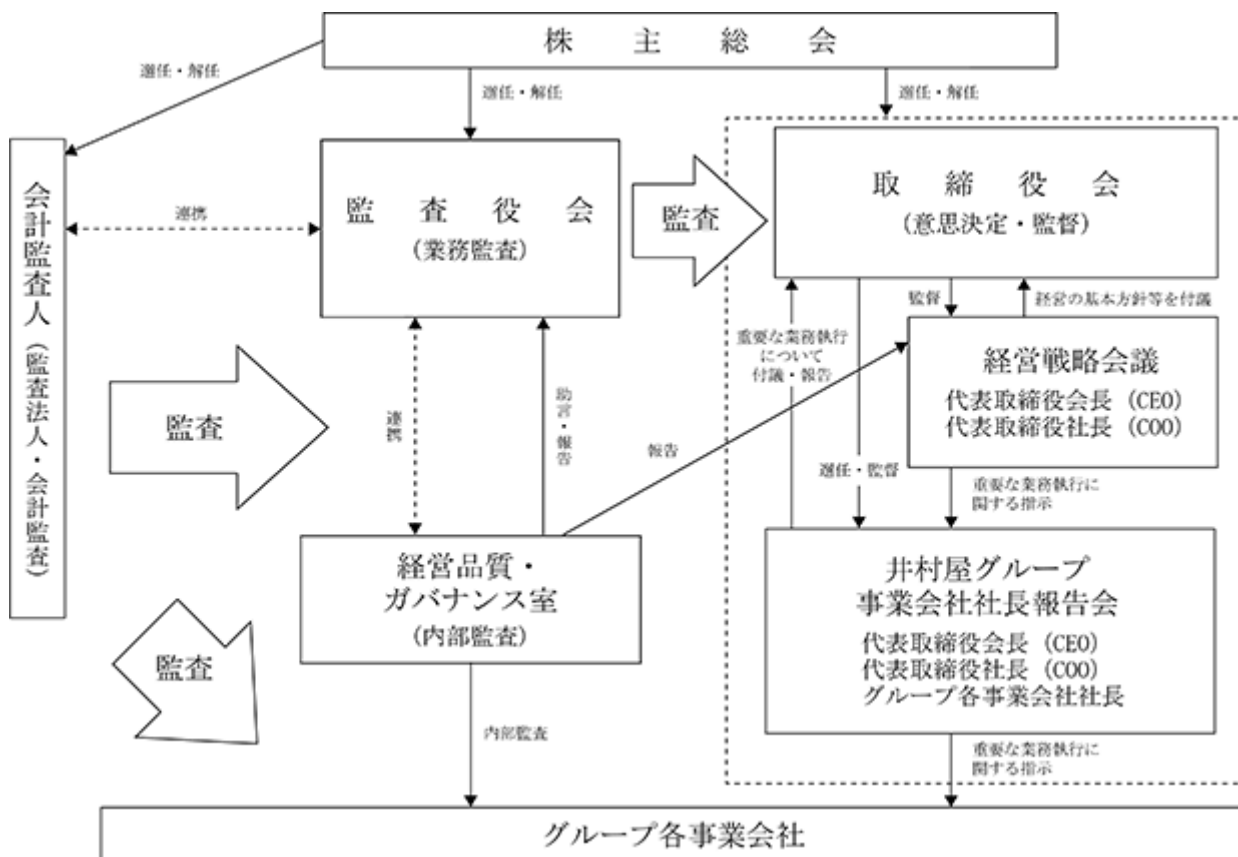 株主総会
選任・解任
選任・解任
選任・解任
会計監査人（監査法人・会計監査）
連携
監査役会
(業務監査)
監査
取締役会
(意思決定・監督)
監督
経営の基本方針等を付議
重要な業務執行
について
付議・報告
経営戦略会議
代表取締役会長 (CEO)
代表取締役社長 (COO)
監査
連携
助言・報告
報告
選任・監督
重要な業務執行に
関する指示
経営品質・
ガバナンス室
(内部監査)
井村屋グループ
事業会社社長報告会
代表取締役会長 (CEO)
代表取締役社長 (COO)
グループ各事業会社社長
監査
内部監査
重要な業務執行に
関する指示
グループ各事業会社